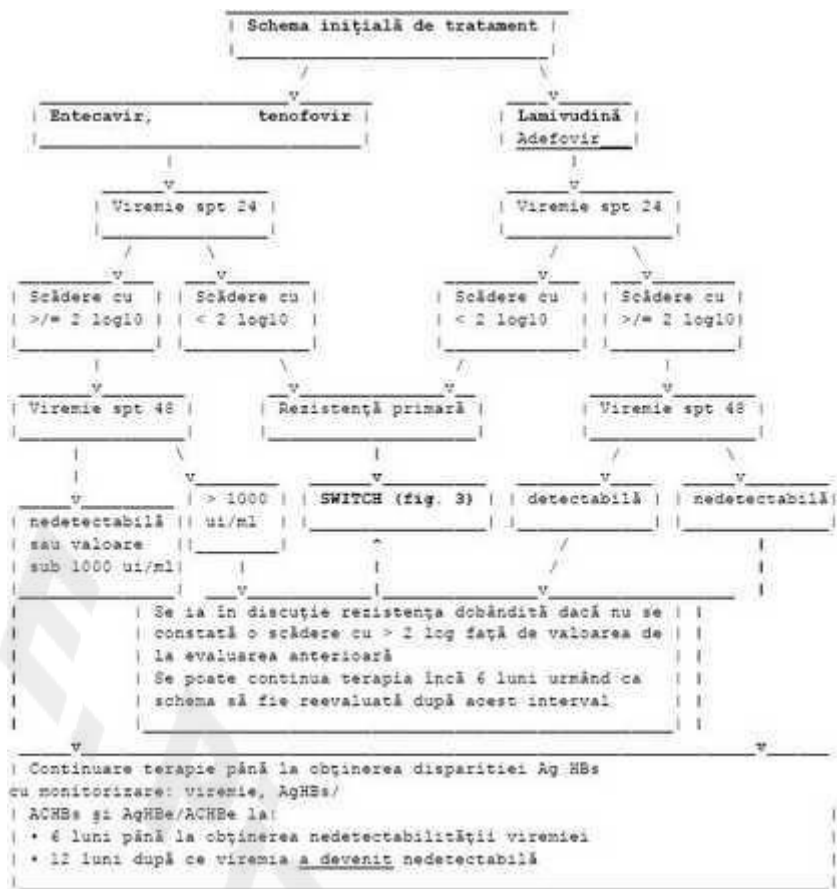 Schema iniţială de tratament
Entecavir, tenofovir
Lamivudină
Adefovir
Viremie spt 24
Viremie spt 24
Scădere cu
>/= 2 log10
Scădere cu
< 2 log10
Scădere cu
< 2 log10
Scădere cu
>/= 2 log10
Viremie spt 48
Rezistenţă primară
Viremie spt 48
nedetectabilă
sau valoare
sub 1000 ui/ml
> 1000
ui/ml
SWITCH (fig. 3)
detectabilă
nedetectabilă
Se ia în discuţie rezistenţa dobândită dacă nu se
constată o scădere cu > 2 log faţă de valoarea de
la evaluarea anterioară
Se poate continua terapia încă 6 luni urmând ca
schema să fie reevaluată după acest interval
Continuare terapie până la obţinerea disparitiei Ag HBs
cu monitorizare: viremie, AgHBs/
ACHBs şi AgHBe/ACHBe la:
• 6 luni până la obţinerea nedetectabilităţii viremiei
• 12 luni după ce viremia a devenit nedetectabilă